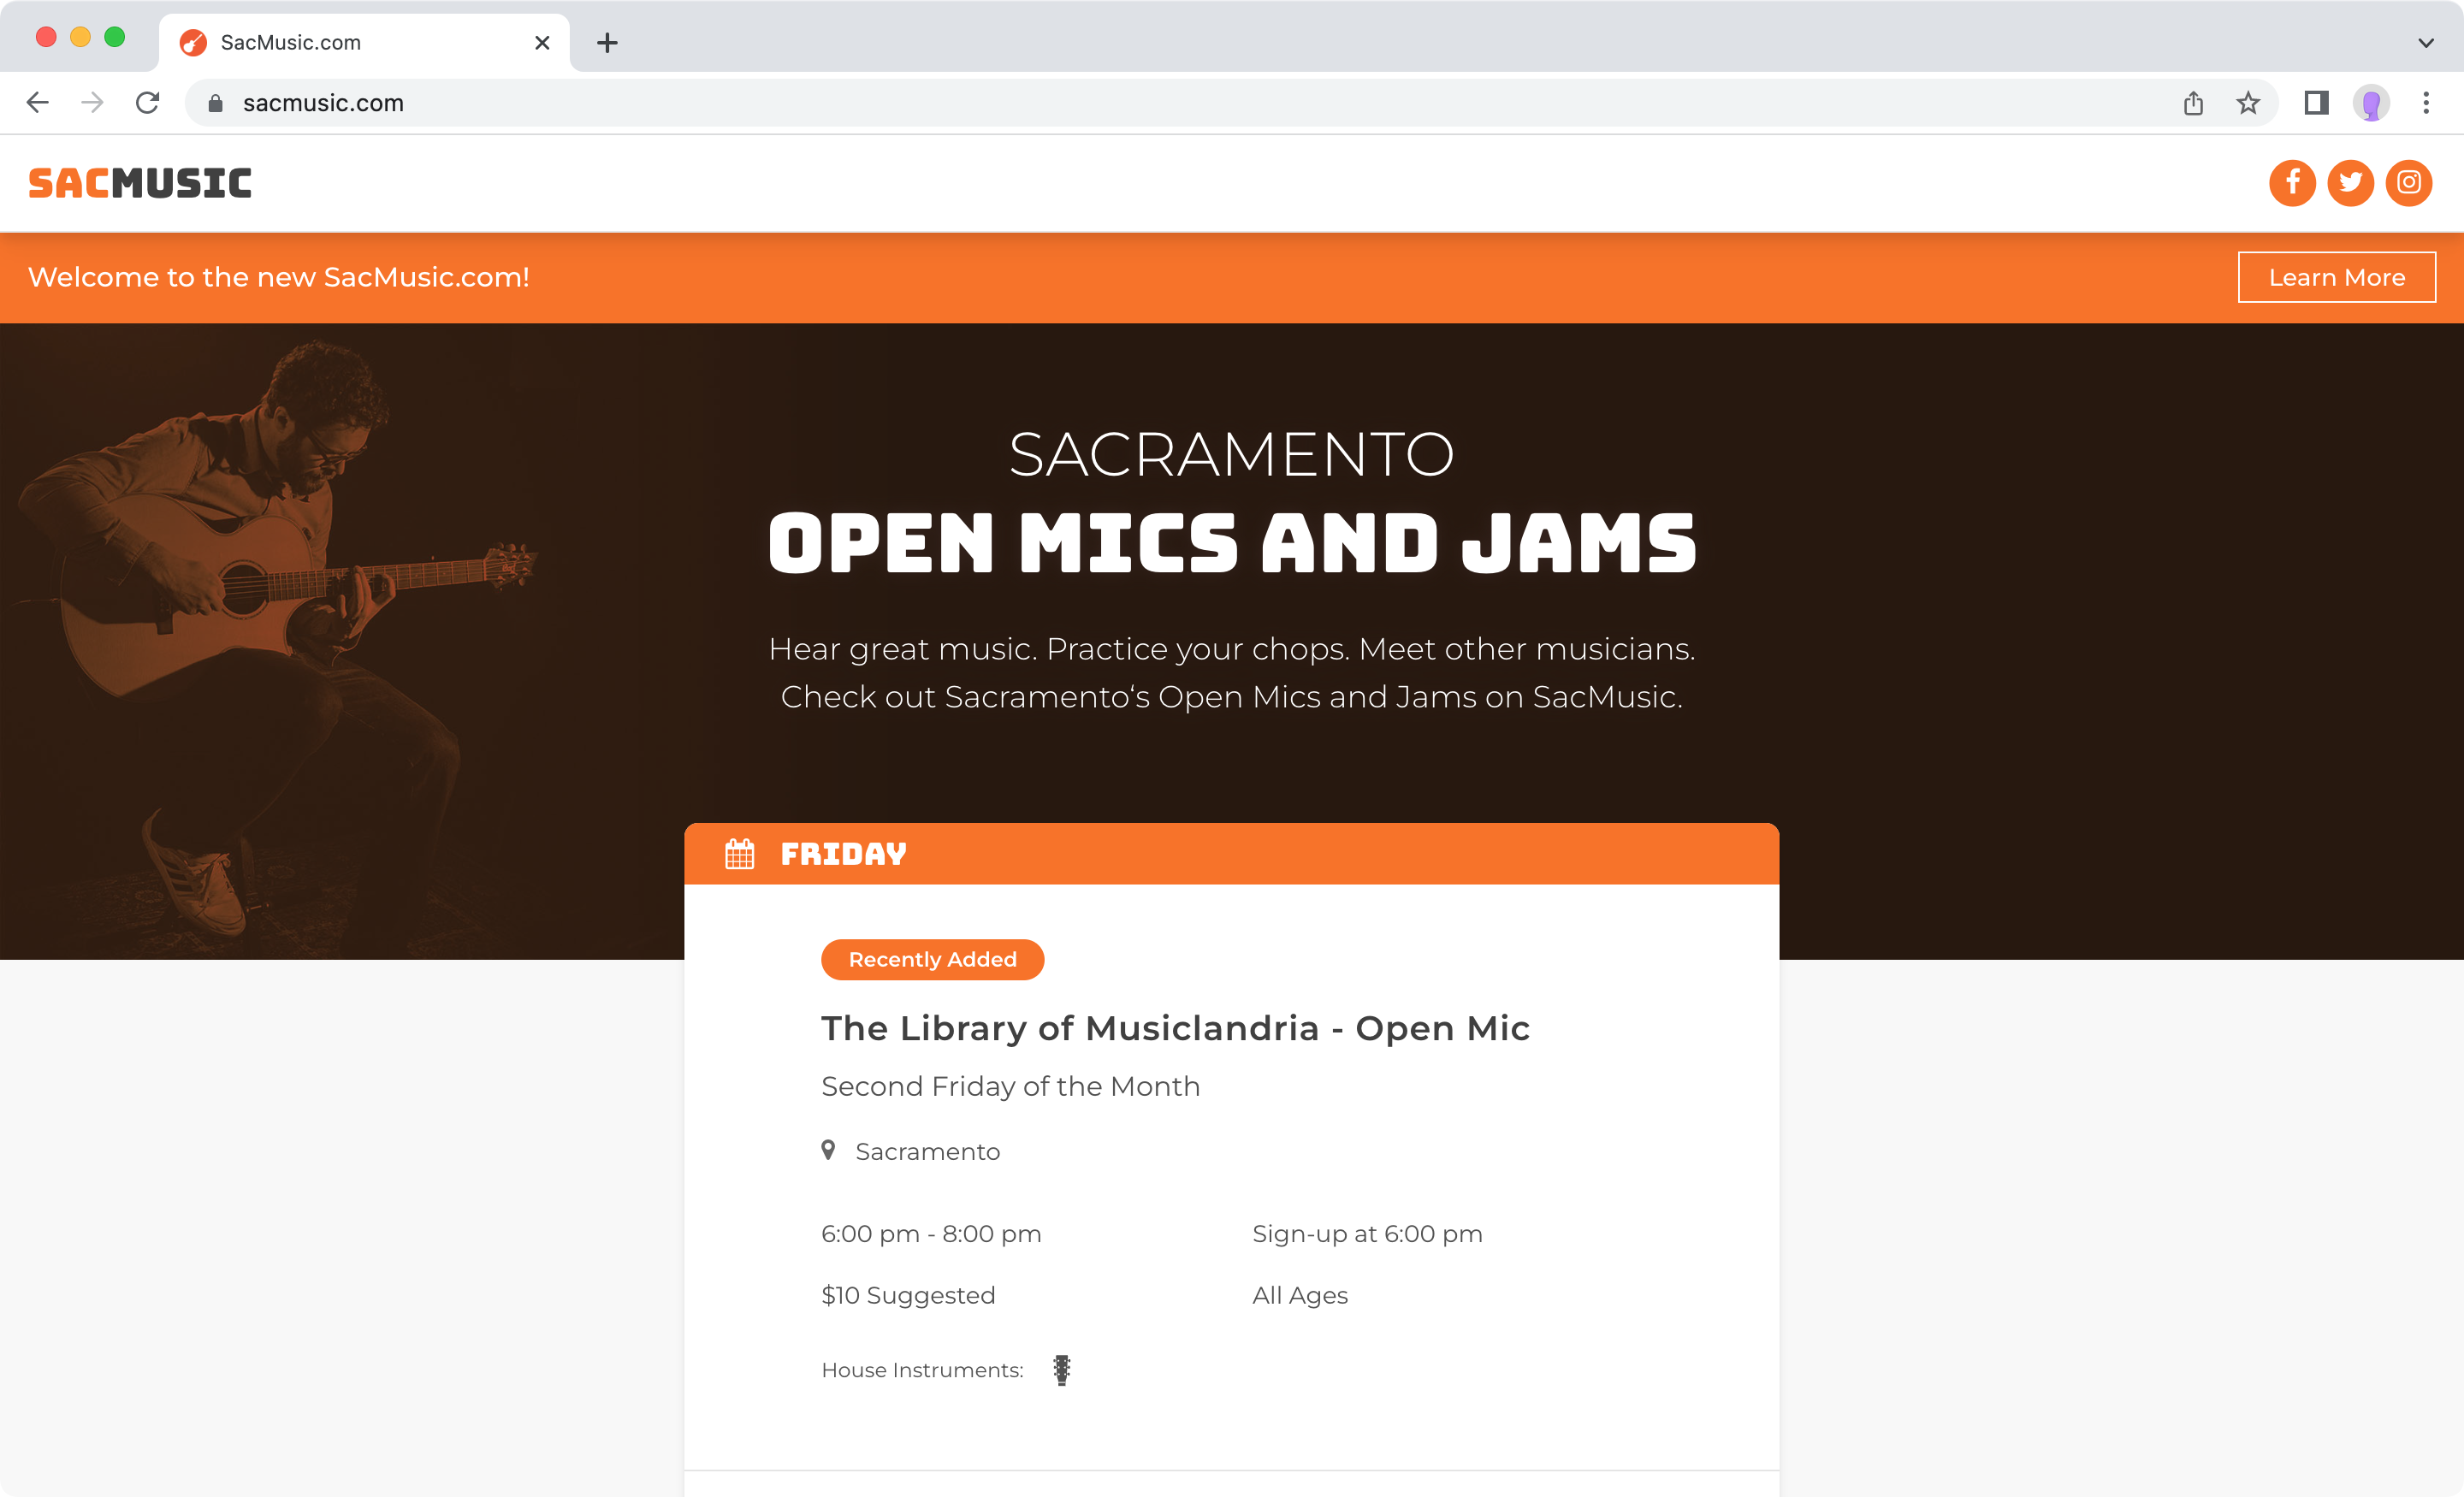 SacMusic.com
sacmusic.com
SACMUSIC
Welcome to the new SacMusic.com!
Learn More
SACRAMENTO
OPEN MICS AND JAMS
Hear great music. Practice your chops. Meet other musicians.
Check out Sacramento‘s Open Mics and Jams on SacMusic.
FRIDAY
Recently Added
The Library of Musiclandria - Open Mic
Second Friday of the Month
Sacramento
6:00 pm - 8:00 pm
Sign-up at 6:00 pm
$10 Suggested
All Ages
House Instruments: